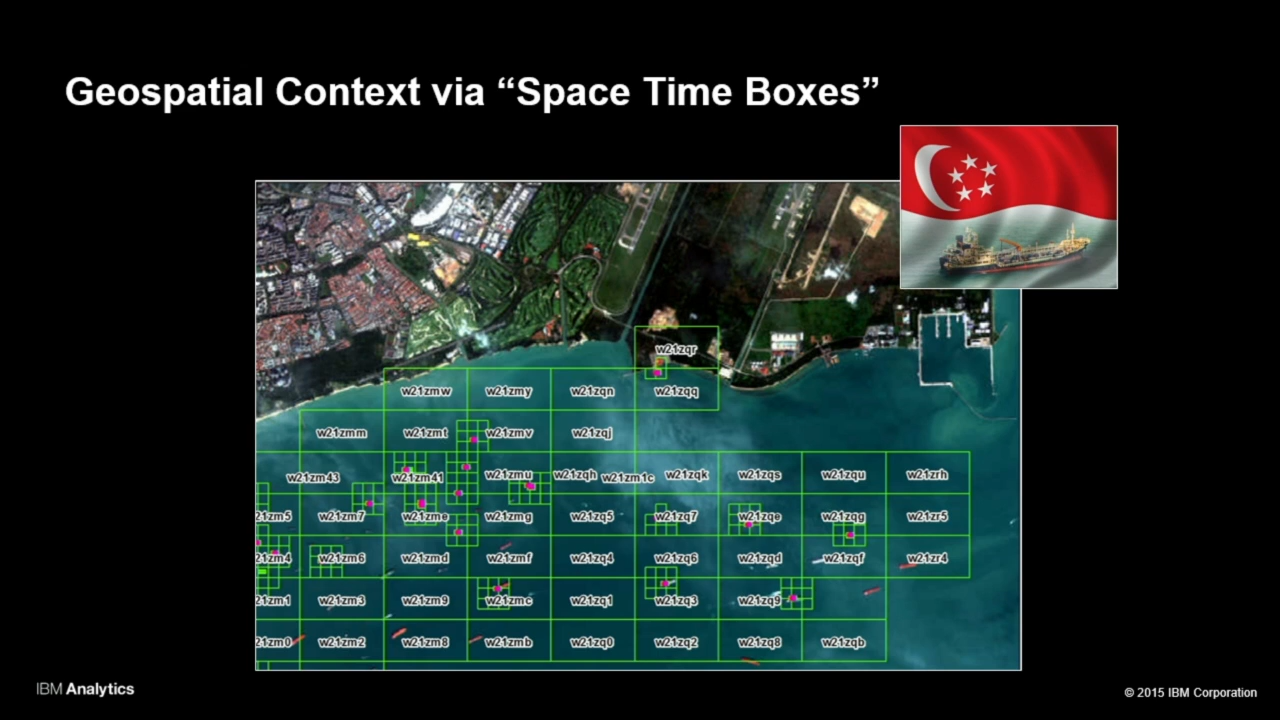 Geospatial Context via “Space Time Boxes”
w21zqr
w21zmw w21zmy w21zqn w21zqq
w21zmm w21zmt w21zmv w21zqj
w21zm43 w21zm41 w21zmu w21zqh w21zm1c w21zqk w21zqs w21zqu w21zrh
21zm5 w21zm7 w21zme w21zmg w21zq5 w21zq7 w21zqe w21zqg w21zr5
21zm4 w21zm6 w21zmd w21zmf w21zq4 w21zq6 w21zqd w21zqf w21zr4
21zm1 w21zm3 w21zm9 w21zmc w21zq1 w21zq3 w21zq9
21zm0 w21zm2 w21zm8 w21zmb w21zq0 w21zq2 w21zq8 w21zqb
IBM Analytics
© 2015 IBM Corporation